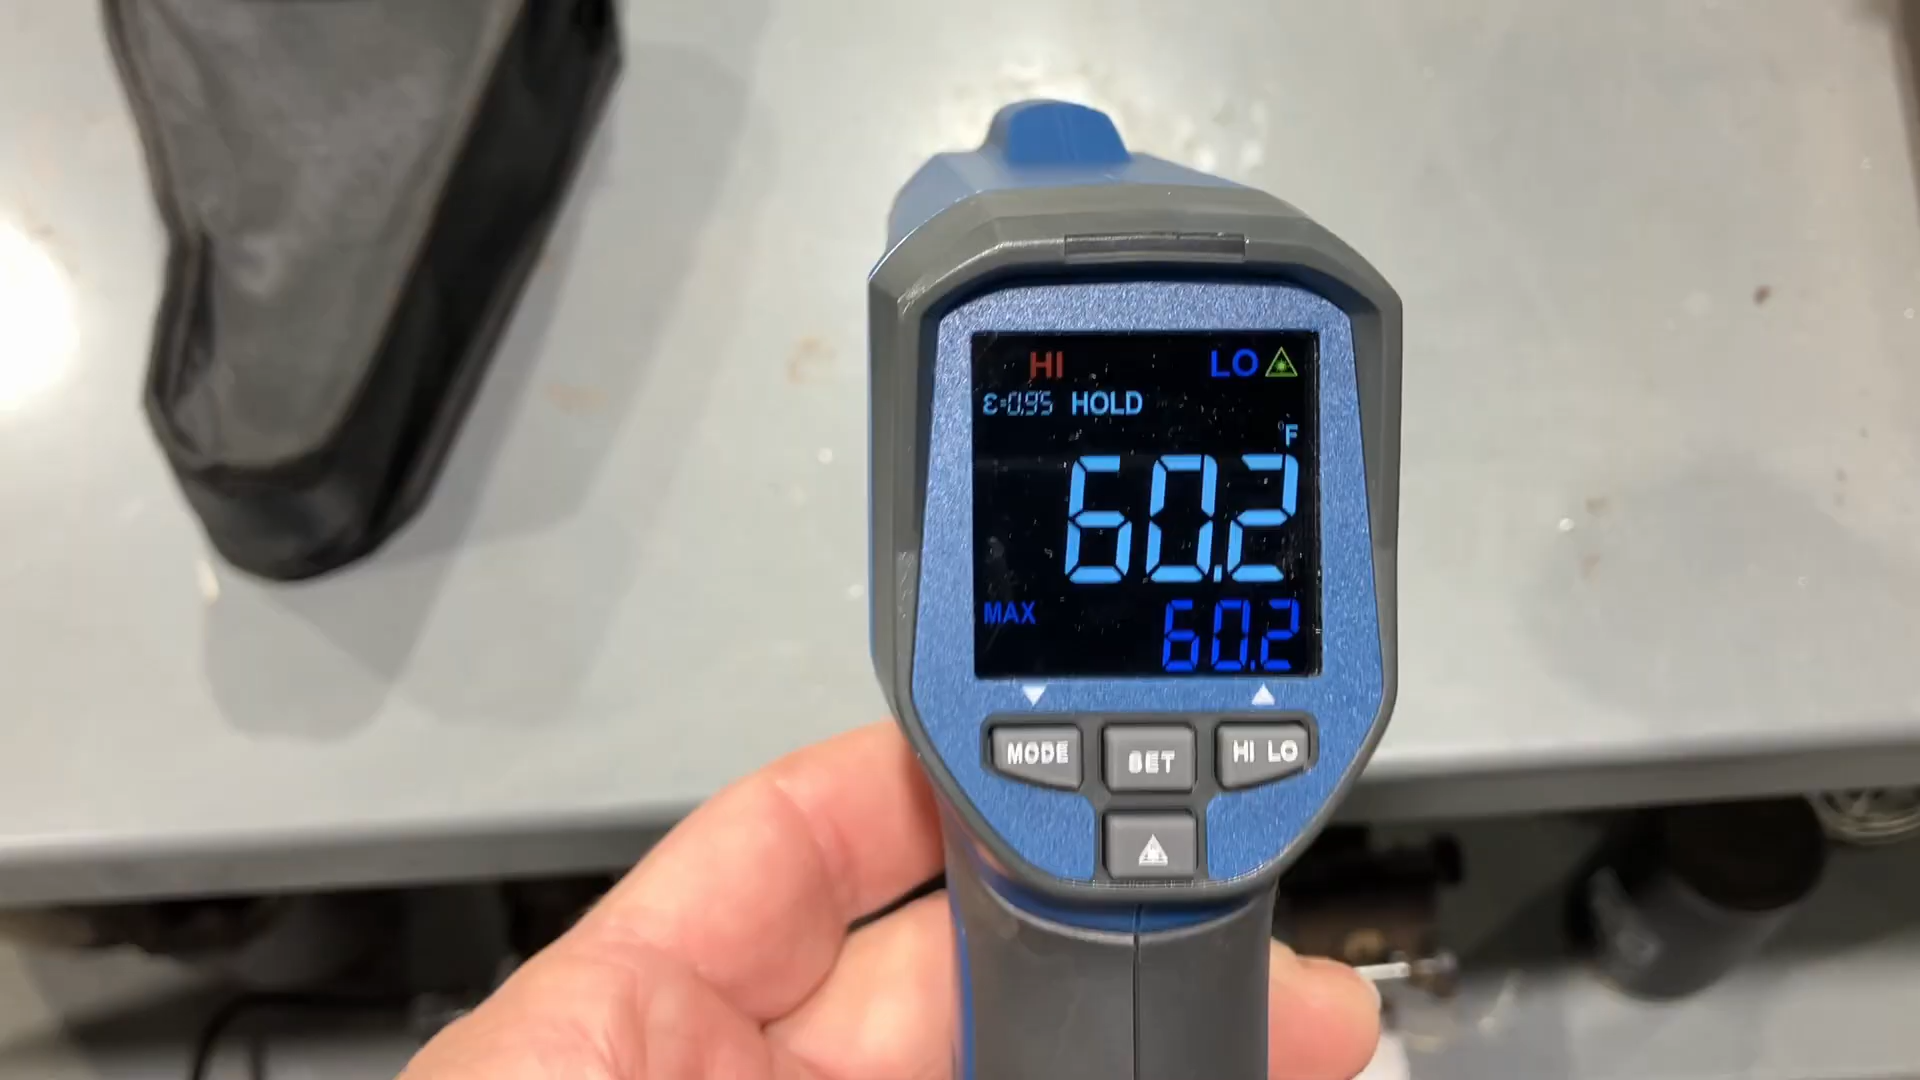 HI LO
ε=0.95 HOLD
°F
60.2
MAX 60.2
MODE SET HI LO